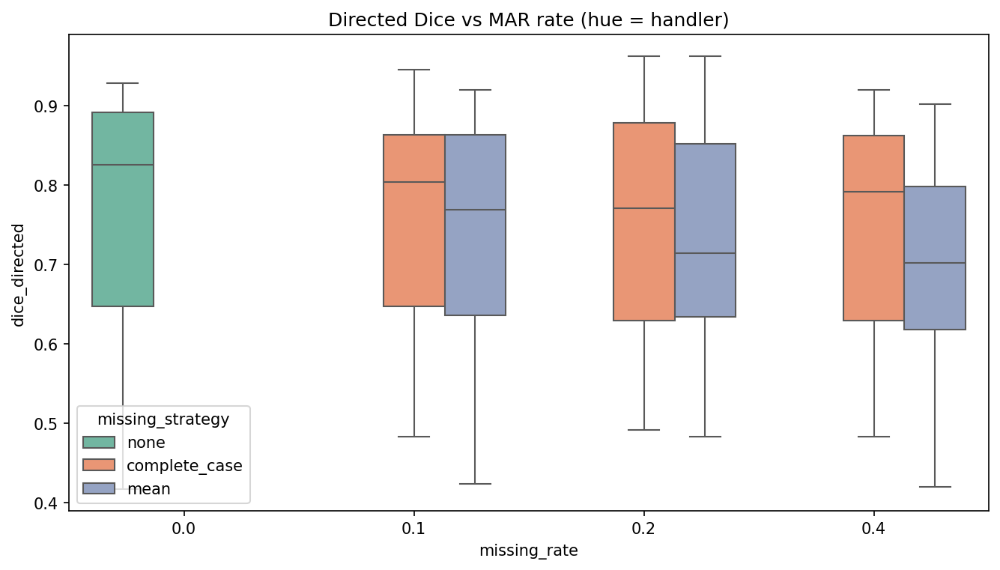 Directed Dice vs MAR rate (hue = handler)
dice_directed
0.9
0.8
0.7
0.6
0.5
0.4
missing_strategy
none
complete_case
mean
0.0
0.1
0.2
0.4
missing_rate